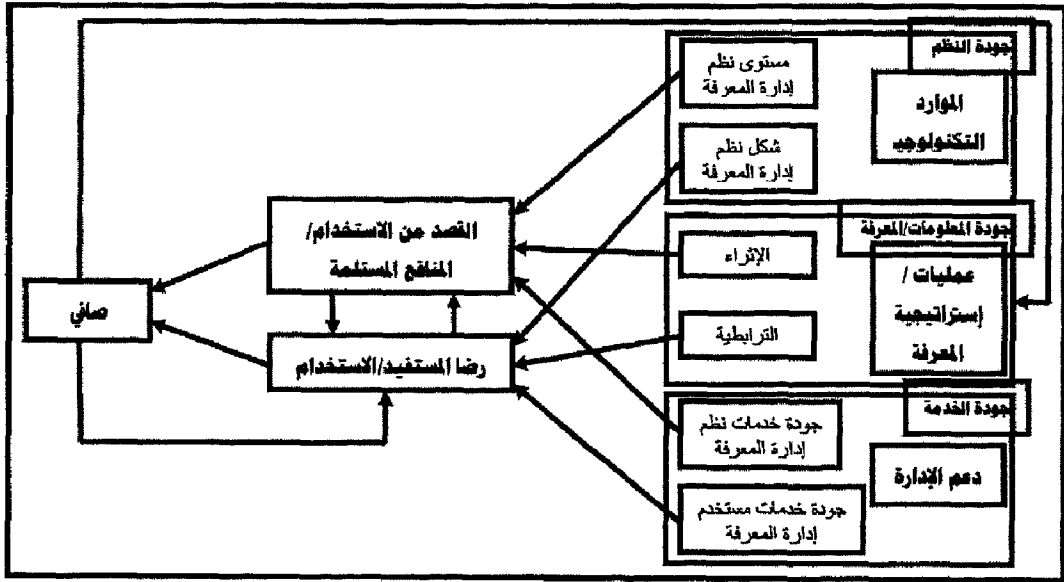 جودة النظم
الموارد
التكنولوجيـ
مستوى نظم
إدارة المعرفة
شكل نظم
إدارة المعرفة
جودة المعلومات/المعرفة
عمليات /
إستراتيجية
المعرفة
الإثراء
الترابطية
جودة الخدمة
دعم الإدارة
جودة خدمات نظم
إدارة المعرفة
جودة خدمات مستخدم
إدارة المعرفة
القصد من الاستخدام/
المنافع المستلمة
رضا المستفيد/الاستخدام
صافي